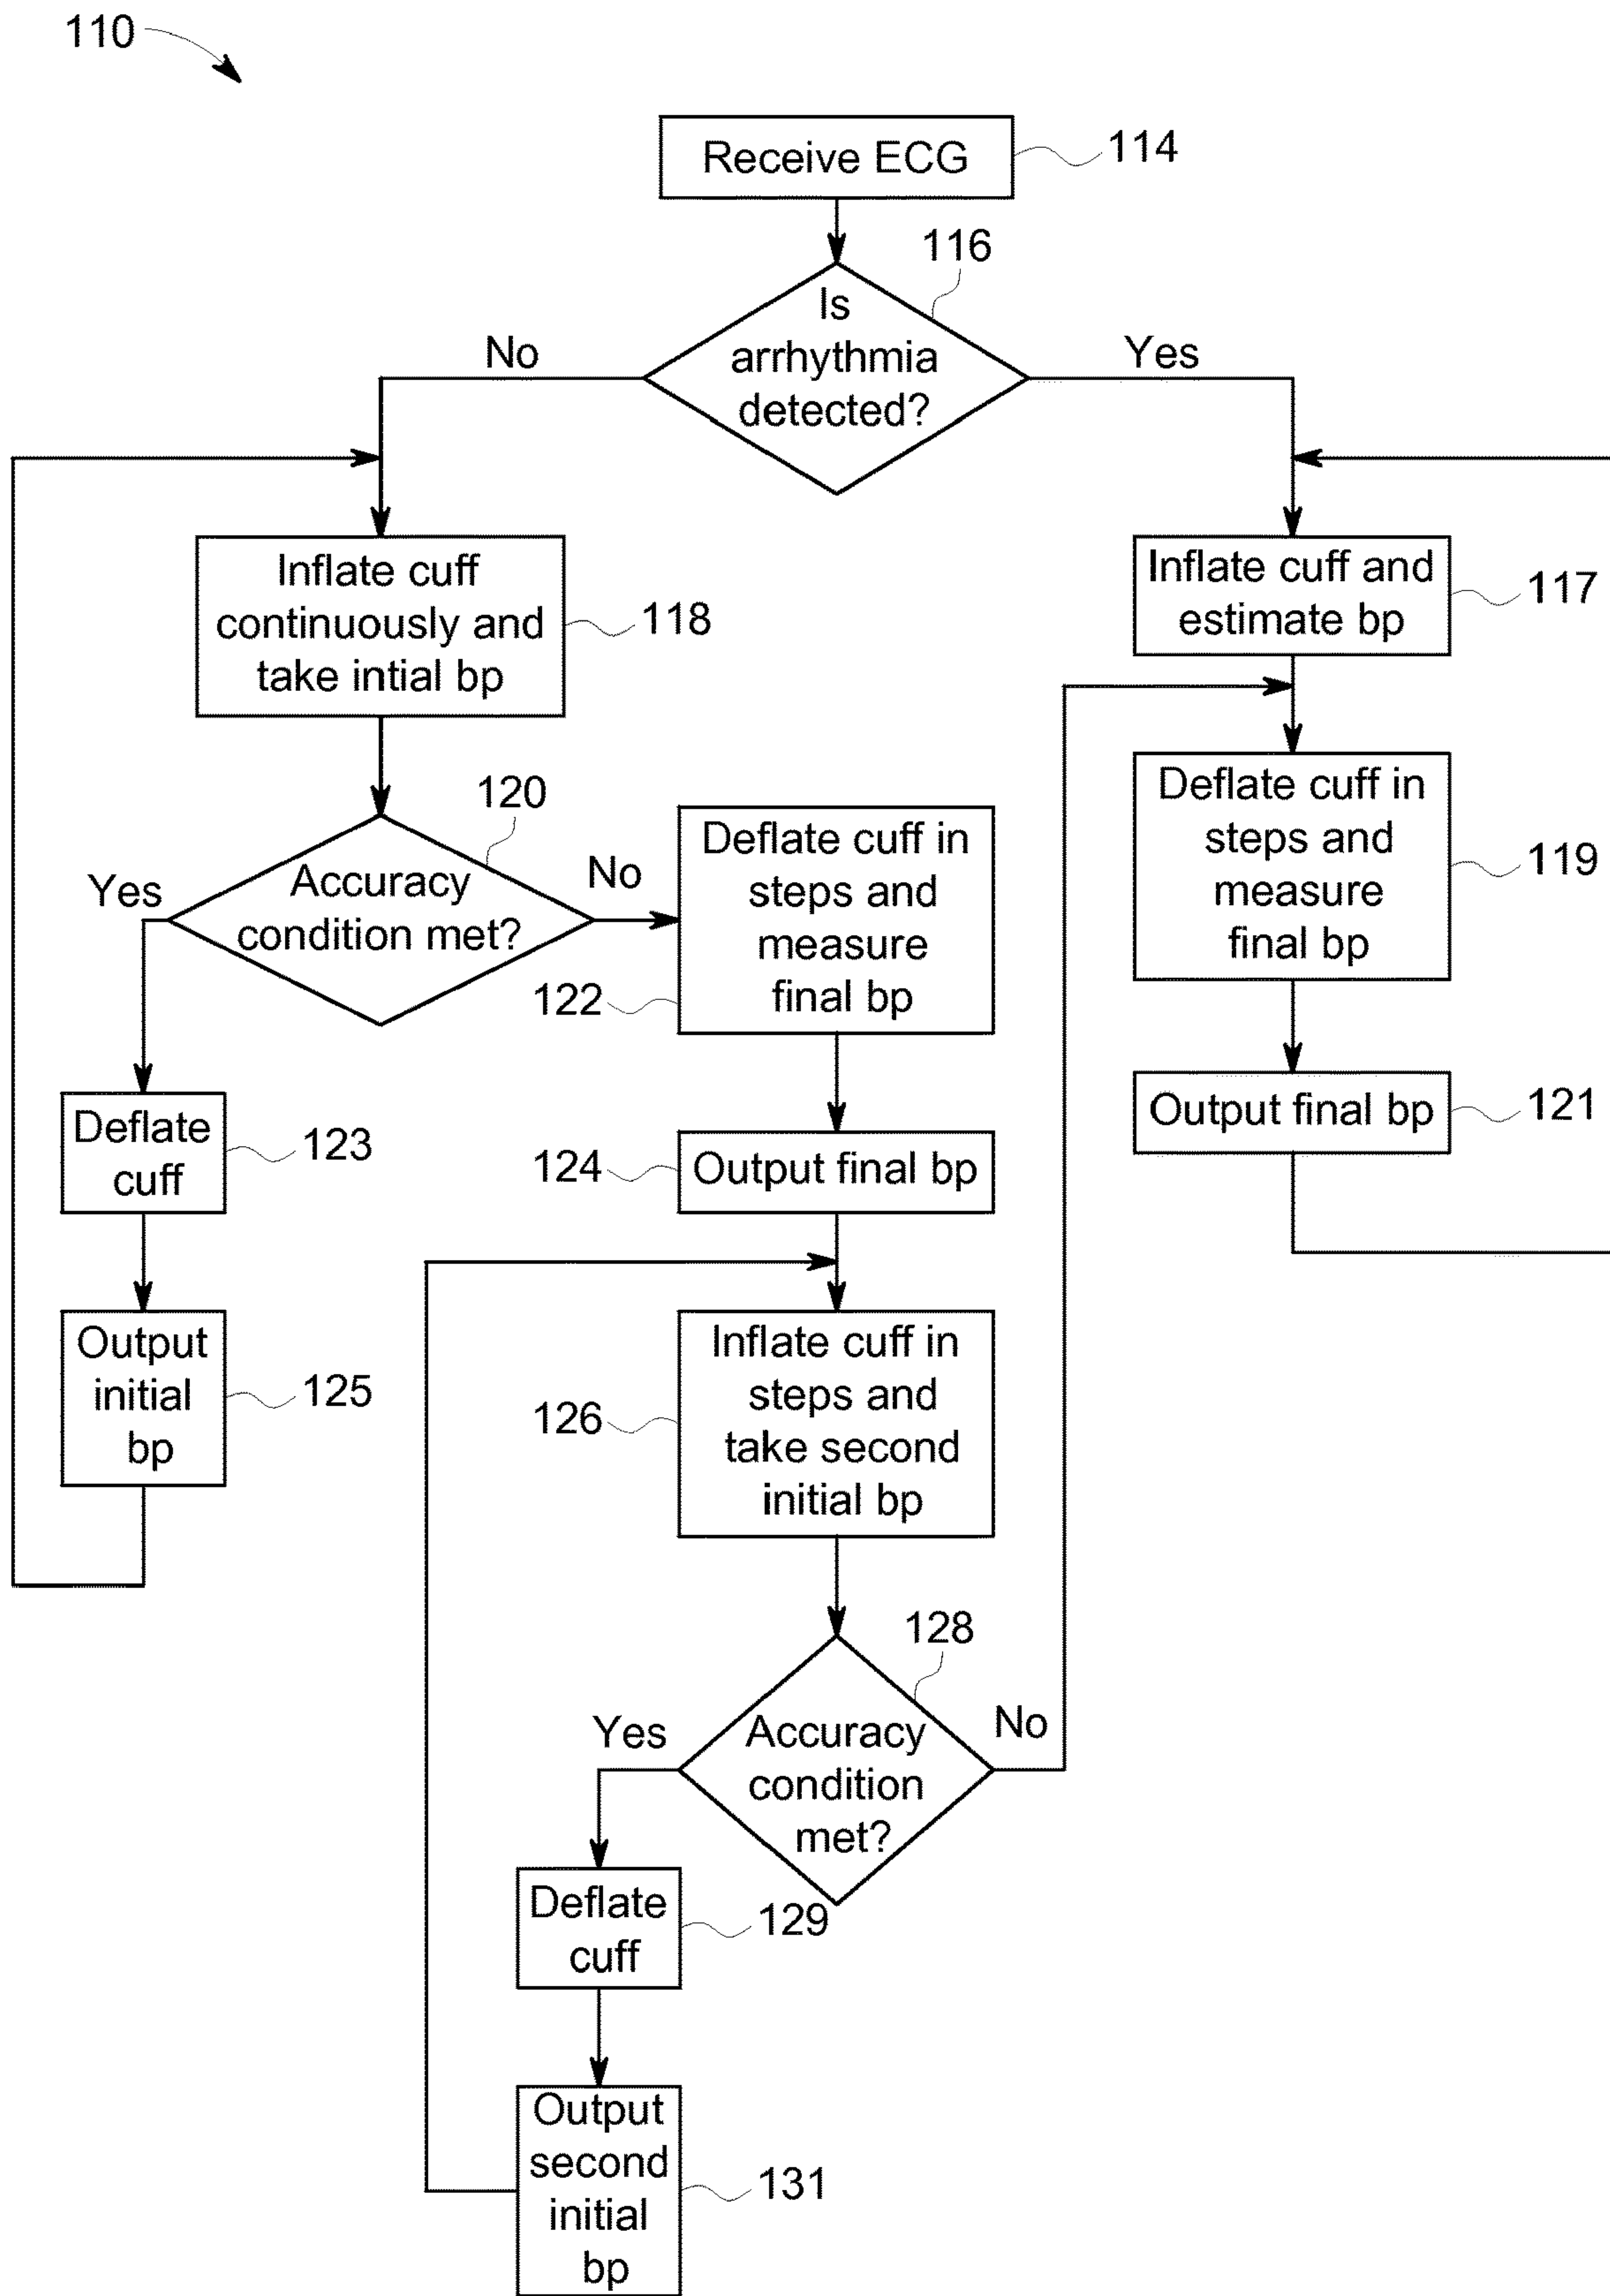 110
Receive ECG
114
116
Is
arrhythmia
detected?
No
Yes
Inflate cuff
continuously and
take intial bp
118
Inflate cuff and
estimate bp
117
120
Accuracy
condition met?
Yes
No
Deflate cuff in
steps and
measure
final bp
122
Deflate cuff in
steps and
measure
final bp
119
Deflate
cuff
123
124
Output final bp
Output final bp
121
Output
initial
bp
125
Inflate cuff in
steps and
take second
initial bp
126
128
Accuracy
condition
met?
Yes
No
Deflate
cuff
129
Output
second
initial
bp
131